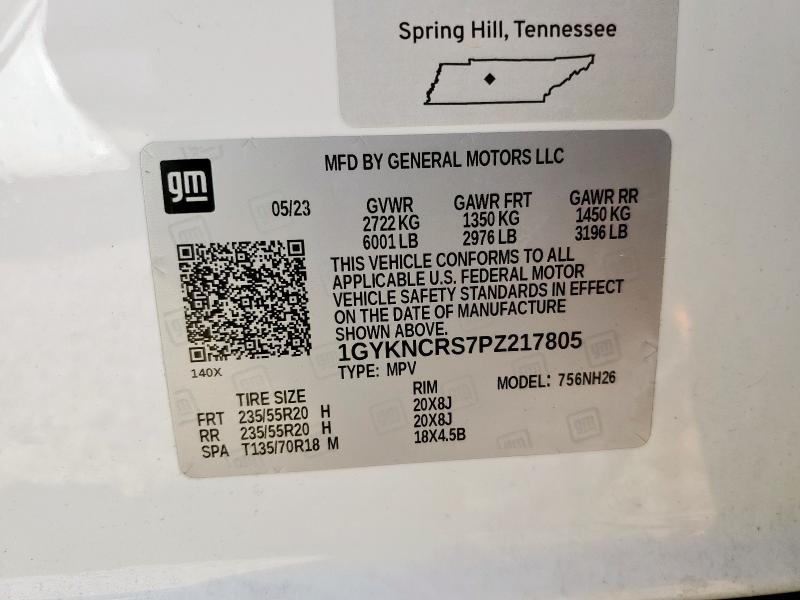 Spring Hill, Tennessee
gm
MFD BY GENERAL MOTORS LLC
05/23
GVWR GAWR FRT GAWR RR
2722 KG 1350 KG 1450 KG
6001 LB 2976 LB 3196 LB
THIS VEHICLE CONFORMS TO ALL
APPLICABLE U.S. FEDERAL MOTOR
VEHICLE SAFETY STANDARDS IN EFFECT
ON THE DATE OF MANUFACTURE
SHOWN ABOVE.
1GYKNCRS7PZ217805
140X
TYPE: MPV MODEL: 756NH26
TIRE SIZE RIM
FRT 235/55R20 H 20X8J
RR 235/55R20 H 20X8J
SPA T135/70R18 M 18X4.5B